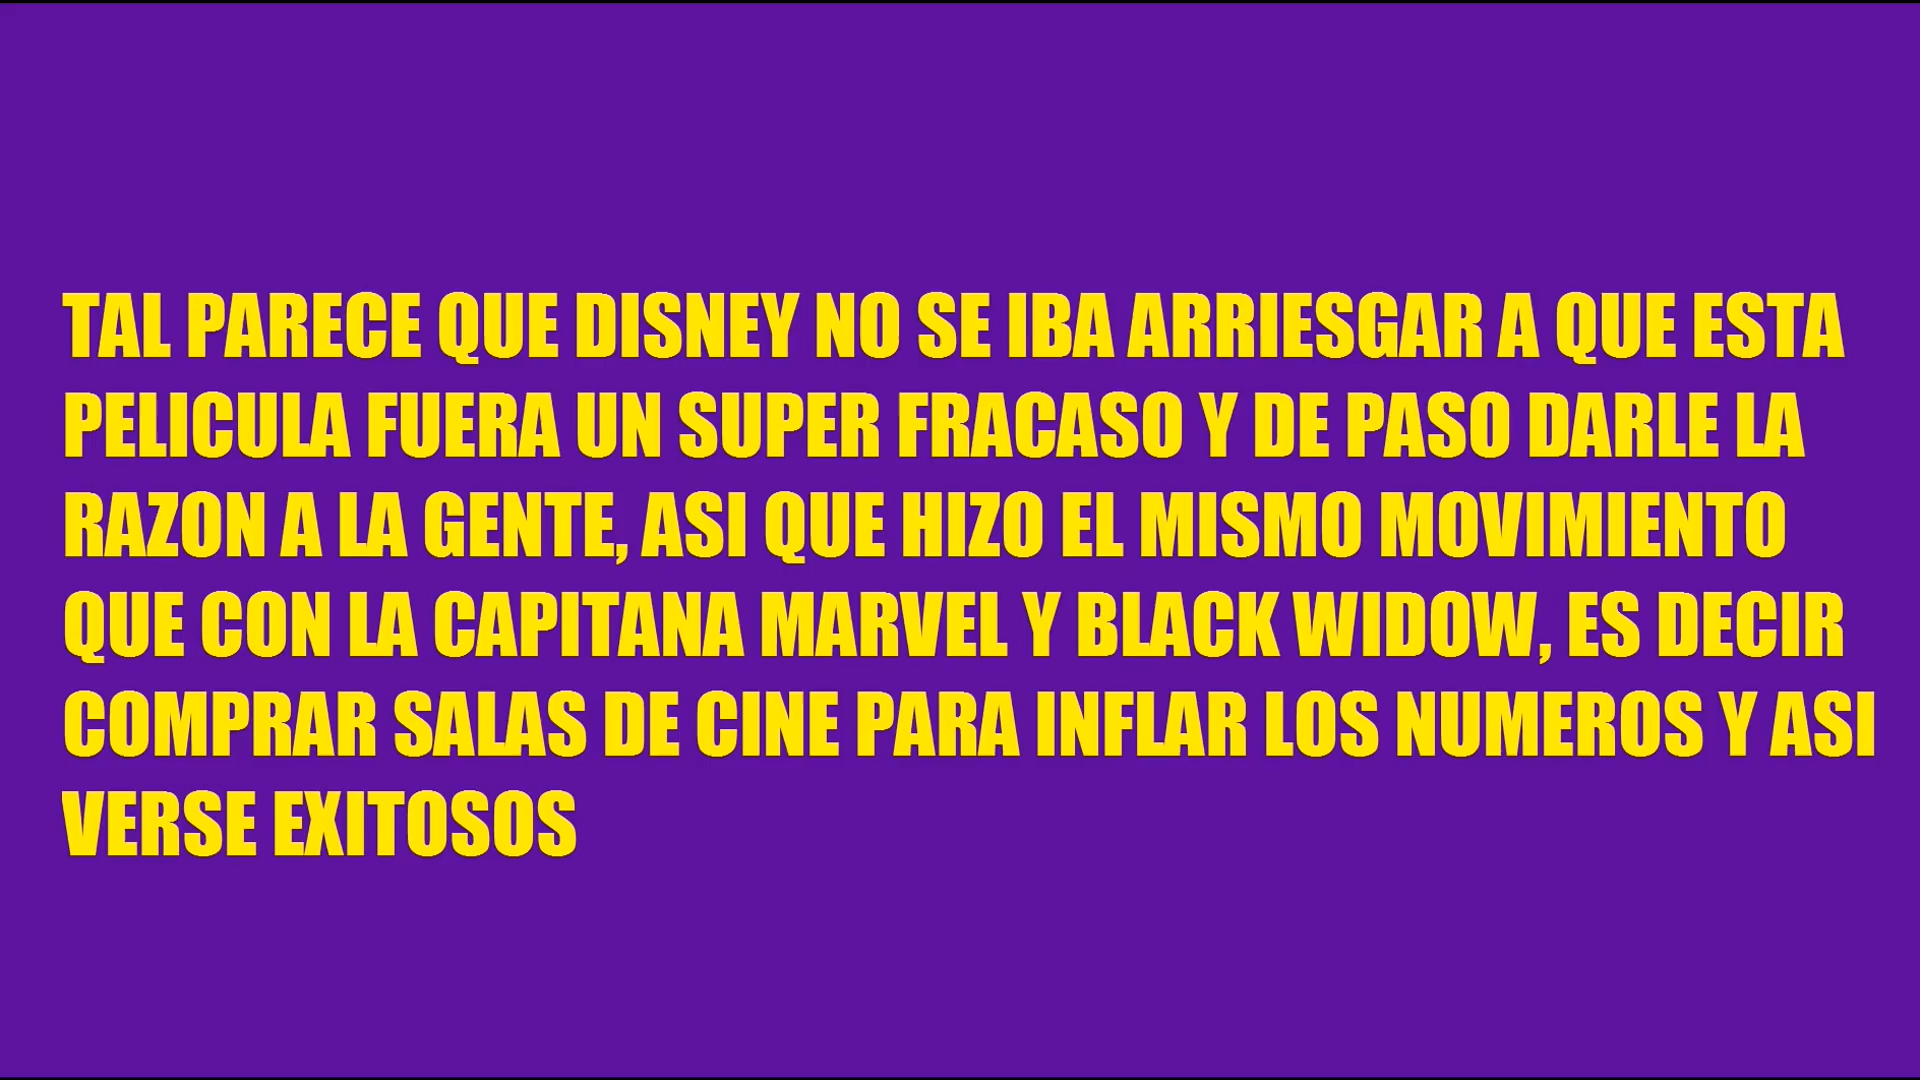 TAL PARECE QUE DISNEY NO SE IBA ARRIESGAR A QUE ESTA
PELICULA FUERA UN SUPER FRACASO Y DE PASO DARLE LA
RAZON A LA GENTE, ASI QUE HIZO EL MISMO MOVIMIENTO
QUE CON LA CAPITANA MARVEL Y BLACK WIDOW, ES DECIR
COMPRAR SALAS DE CINE PARA INFLAR LOS NUMEROS Y ASI
VERSE EXITOSOS